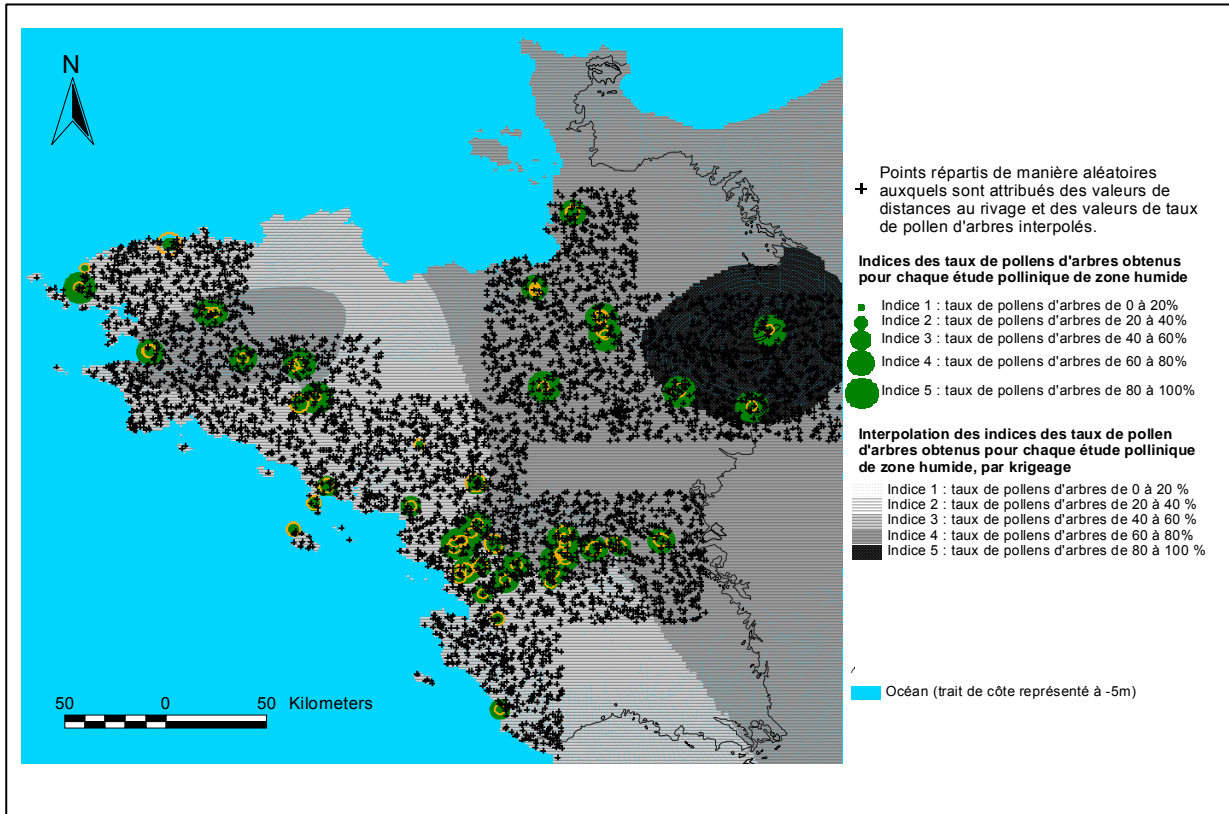 N
50 0 50 Kilometers
Points répartis de manière aléatoires
auxquels sont attribués des valeurs de
distances au rivage et des valeurs de taux
de pollen d'arbres interpolés.
Indices des taux de pollens d'arbres obtenus
pour chaque étude pollinique de zone humide
Indice 1 : taux de pollens d'arbres de 0 à 20%
Indice 2 : taux de pollens d'arbres de 20 à 40%
Indice 3 : taux de pollens d'arbres de 40 à 60%
Indice 4 : taux de pollens d'arbres de 60 à 80%
Indice 5 : taux de pollens d'arbres de 80 à 100%
Interpolation des indices des taux de pollen
d'arbres obtenus pour chaque étude pollinique
de zone humide, par krigeage
Indice 1 : taux de pollens d'arbres de 0 à 20 %
Indice 2 : taux de pollens d'arbres de 20 à 40 %
Indice 3 : taux de pollens d'arbres de 40 à 60 %
Indice 4 : taux de pollens d'arbres de 60 à 80%
Indice 5 : taux de pollens d'arbres de 80 à 100 %
Océan (trait de côte représenté à -5m)